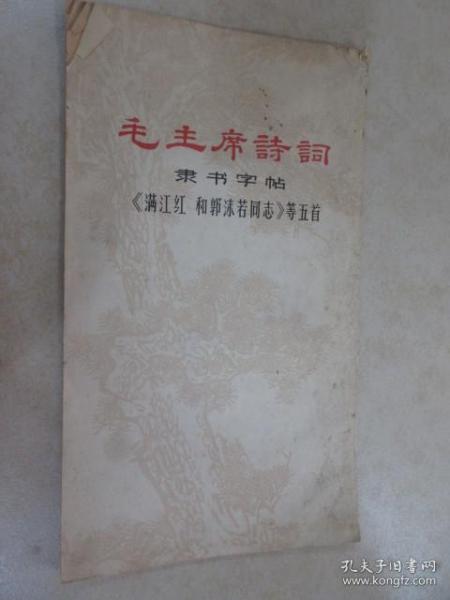 毛主席詩詞
隶书字帖
《满江红 和郭沫若同志》等五首
孔夫子旧书网
www.kongfz.com